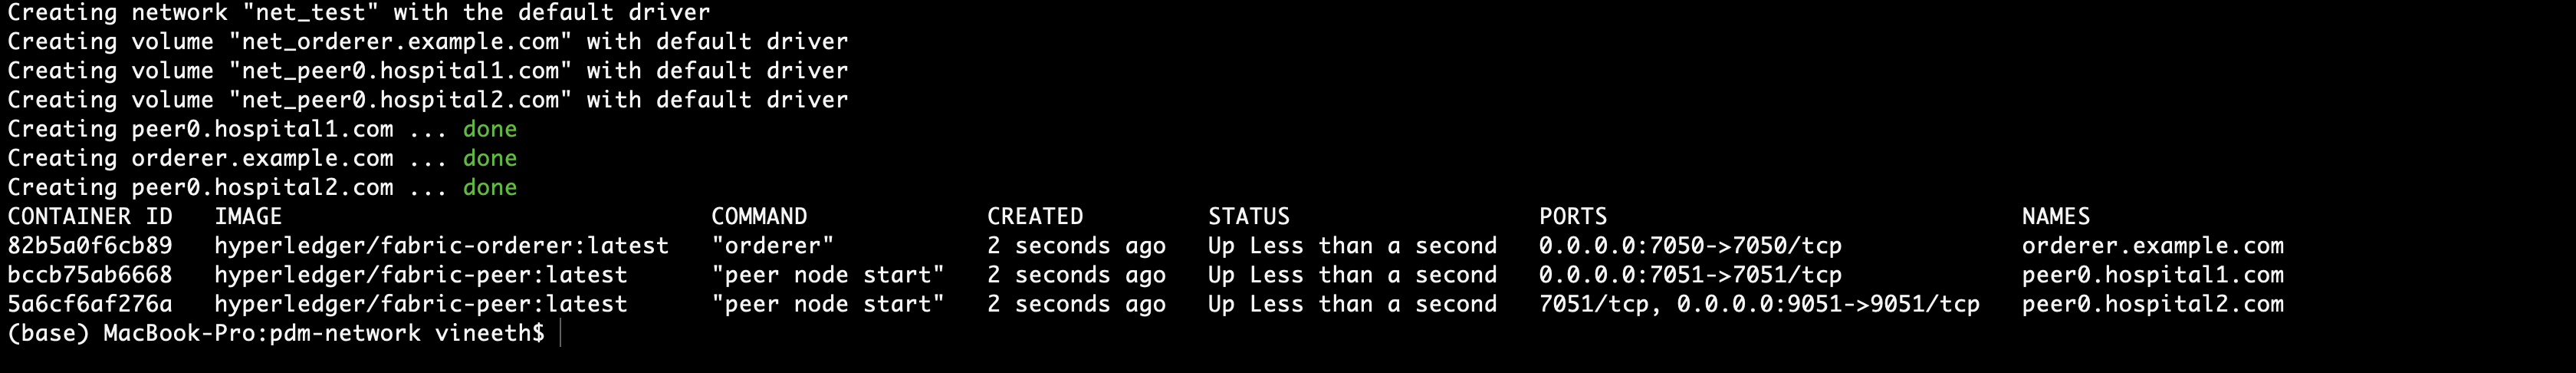 Creating network "net_test" with the default driver
Creating volume "net_orderer.example.com" with default driver
Creating volume "net_peer0.hospital1.com" with default driver
Creating volume "net_peer0.hospital2.com" with default driver
Creating peer0.hospital1.com ... done
Creating orderer.example.com ... done
Creating peer0.hospital2.com ... done
CONTAINER ID   IMAGE                               COMMAND             CREATED         STATUS                  PORTS                              NAMES
82b5a0f6cb89   hyperledger/fabric-orderer:latest   "orderer"           2 seconds ago   Up Less than a second   0.0.0.0:7050->7050/tcp             orderer.example.com
bccb75ab6668   hyperledger/fabric-peer:latest      "peer node start"   2 seconds ago   Up Less than a second   0.0.0.0:7051->7051/tcp             peer0.hospital1.com
5a6cf6af276a   hyperledger/fabric-peer:latest      "peer node start"   2 seconds ago   Up Less than a second   7051/tcp, 0.0.0.0:9051->9051/tcp   peer0.hospital2.com
(base) MacBook-Pro:pdm-network vineeth$